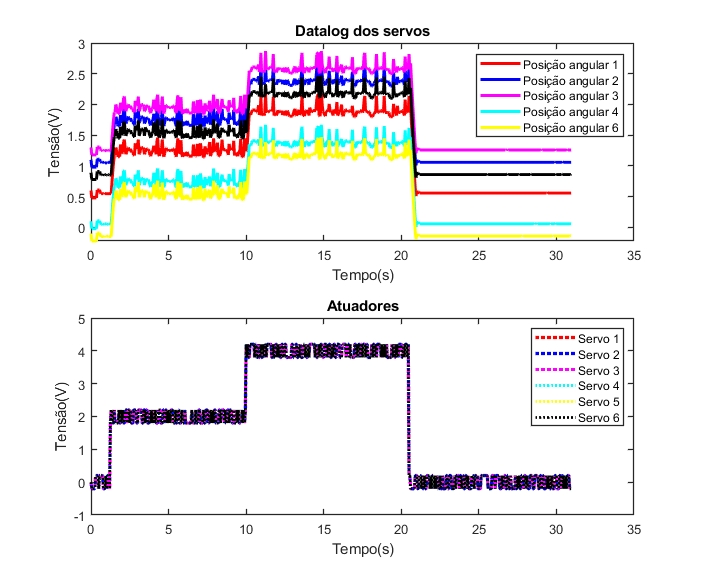 Datalog dos servos
3
2.5
2
1.5
1
0.5
0
Tensão(V)
0 5 10 15 20 25 30 35
Tempo(s)
Posição angular 1
Posição angular 2
Posição angular 3
Posição angular 4
Posição angular 6
Atuadores
5
4
3
2
1
0
-1
Tensão(V)
0 5 10 15 20 25 30 35
Tempo(s)
Servo 1
Servo 2
Servo 3
Servo 4
Servo 5
Servo 6